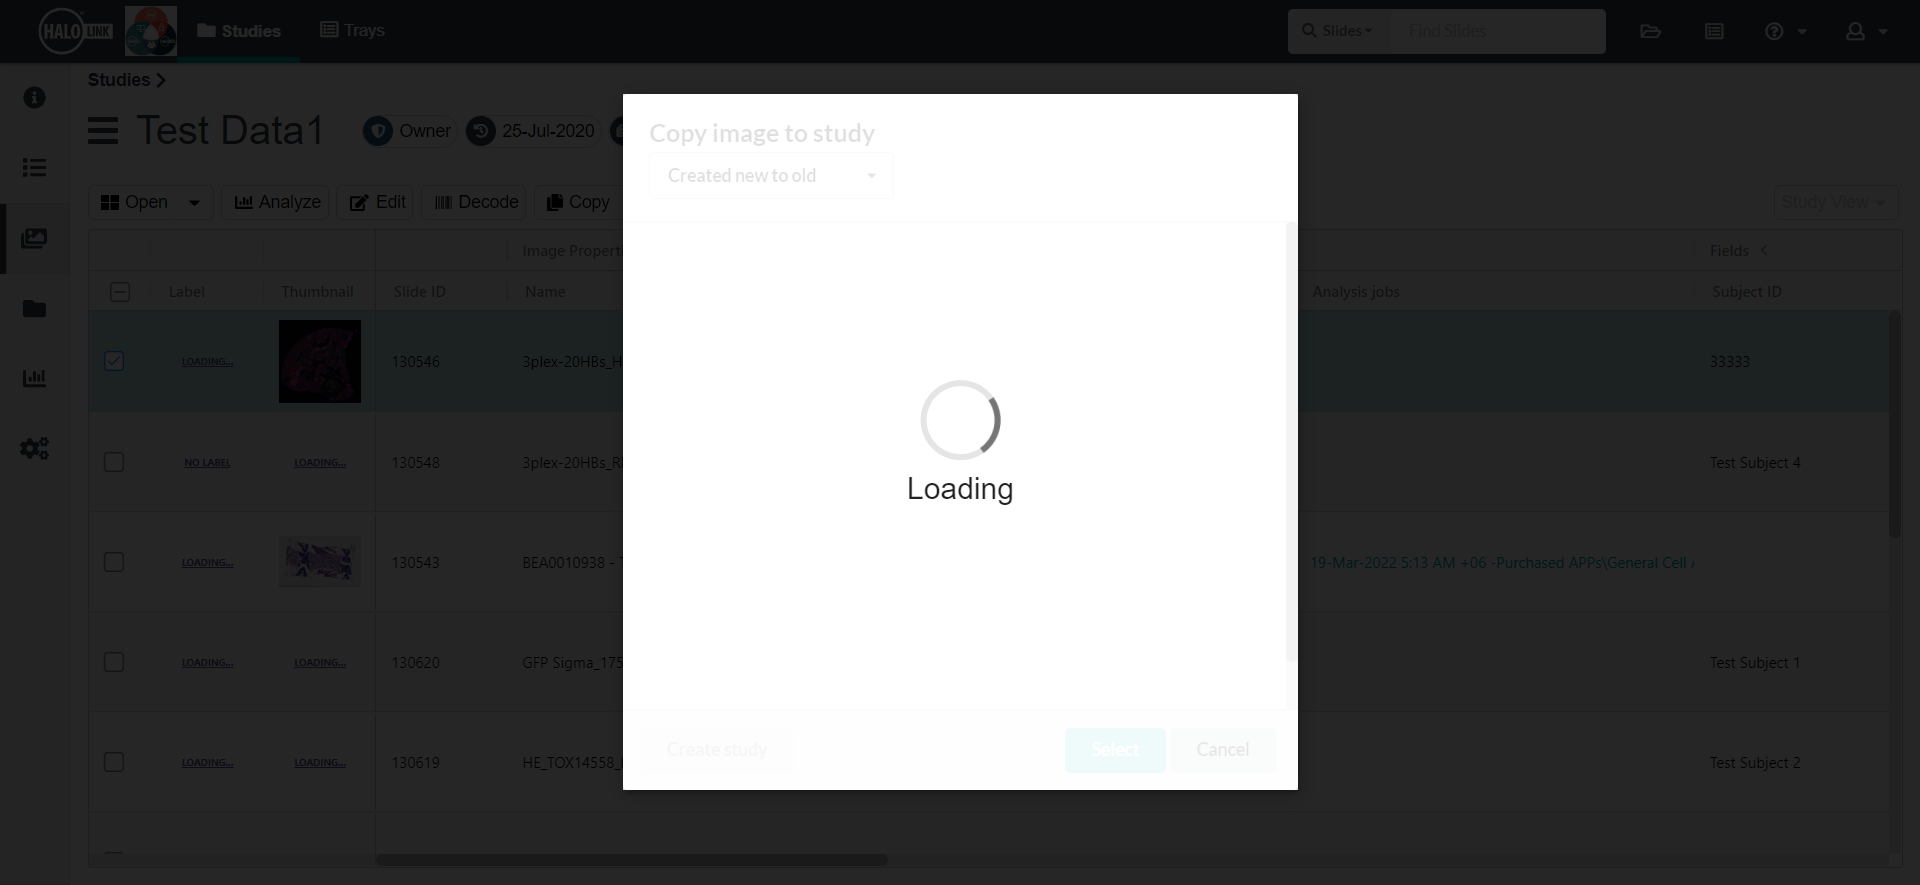 HALO LINK
Studies
Trays
Slides
Find Slides
Studies
Test Data1
Owner
25-Jul-2020
Open
Analyze
Edit
Decode
Copy
Study View
Copy image to study
Created new to old
Loading
Create study
Select
Cancel
Image Propert
Fields
Label
Thumbnail
Slide ID
Name
Analysis jobs
Subject ID
LOADING...
130546
3plex-20HBs_H
33333
NO LABEL
LOADING...
130548
3plex-20HBs_R
Test Subject 4
LOADING...
130543
BEA0010938 -
19-Mar-2022 5:13 AM +06 -Purchased APPs\General Cell
LOADING...
LOADING...
130620
GFP Sigma_175
Test Subject 1
LOADING...
LOADING...
130619
HE_TOX14558_
Test Subject 2